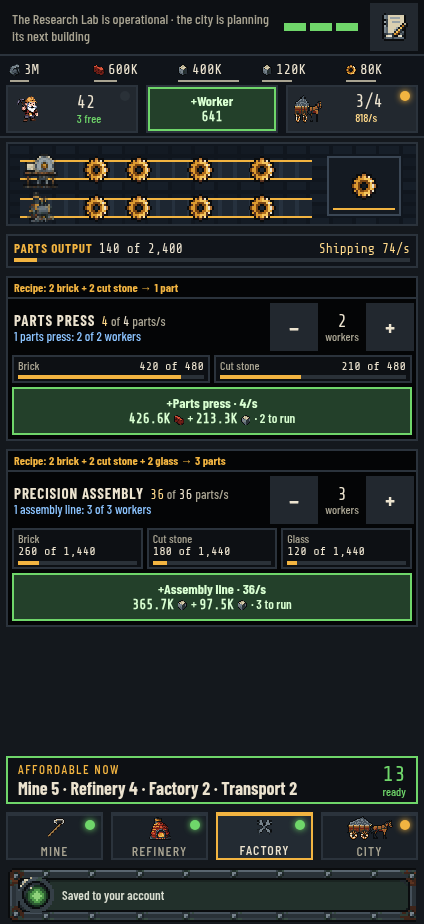 The Research Lab is operational · the city is planning
its next building
3M 600K 400K 120K 80K
42
3 free
+Worker
641
3/4
818/s
PARTS OUTPUT 140 of 2,400 Shipping 74/s
Recipe: 2 brick + 2 cut stone → 1 part
PARTS PRESS 4 of 4 parts/s
1 parts press: 2 of 2 workers
− 2 workers +
Brick 420 of 480
Cut stone 210 of 480
+Parts press · 4/s
426.6K + 213.3K · 2 to run
Recipe: 2 brick + 2 cut stone + 2 glass → 3 parts
PRECISION ASSEMBLY 36 of 36 parts/s
1 assembly line: 3 of 3 workers
− 3 workers +
Brick
260 of 1,440
Cut stone
180 of 1,440
Glass
120 of 1,440
+Assembly line · 36/s
365.7K + 97.5K · 3 to run
AFFORDABLE NOW
Mine 5 · Refinery 4 · Factory 2 · Transport 2
13
ready
MINE REFINERY FACTORY CITY
Saved to your account